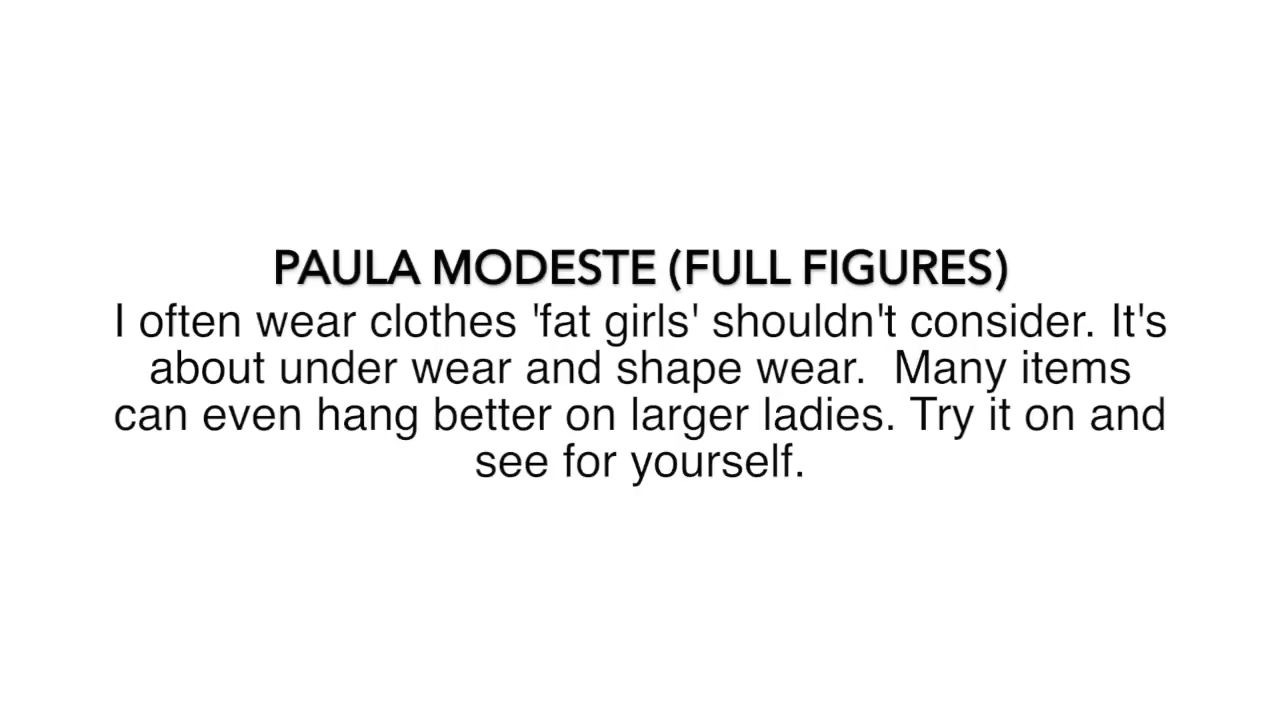 PAULA MODESTE (FULL FIGURES)
I often wear clothes 'fat girls' shouldn't consider. It's
about under wear and shape wear.  Many items
can even hang better on larger ladies. Try it on and
see for yourself.